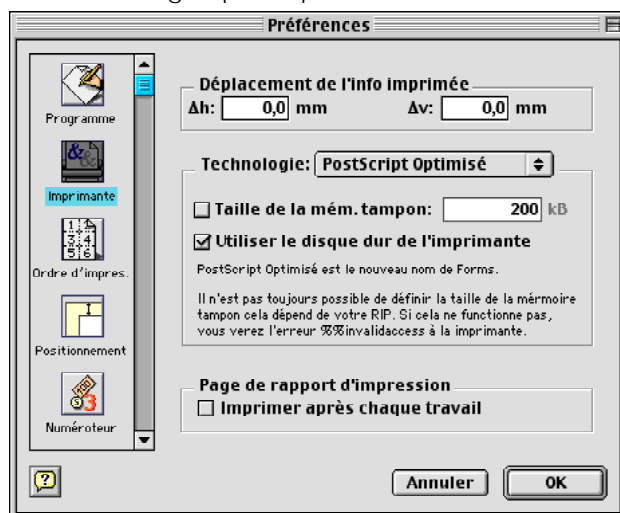 Préférences
Programme
Imprimante
Ordre d'impres.
Positionnement
Numéroteur
Déplacement de l'info imprimée
Δh: 0,0 mm Δv: 0,0 mm
Technologie: PostScript Optimisé
Taille de la mém. tampon: 200 kB
Utiliser le disque dur de l'imprimante
PostScript Optimisé est le nouveau nom de Forms.
Il n'est pas toujours possible de définir la taille de la mérmoire
tampon cela dépend de votre RIP. Si cela ne functionne pas,
vous verez l'erreur %%invalidaccess à la imprimante.
Page de rapport d'impression
Imprimer après chaque travail
?
Annuler OK